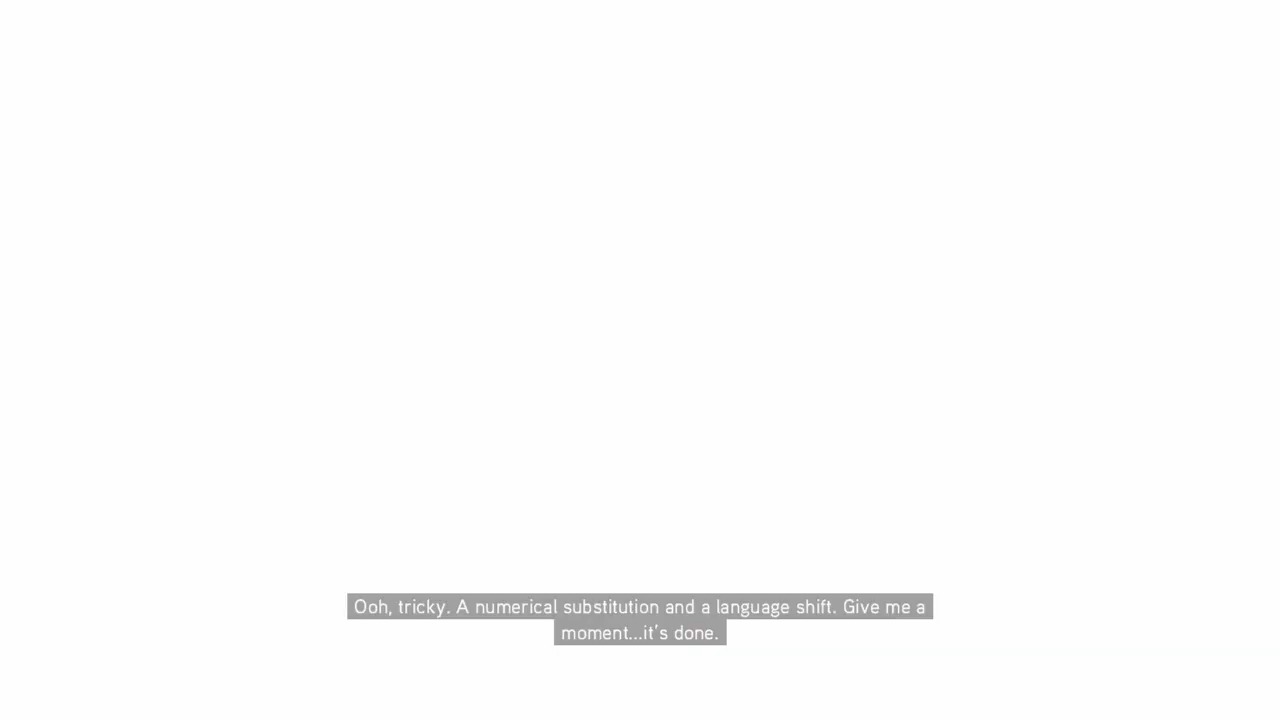 Ooh, tricky. A numerical substitution and a language shift. Give me a
moment...it's done.